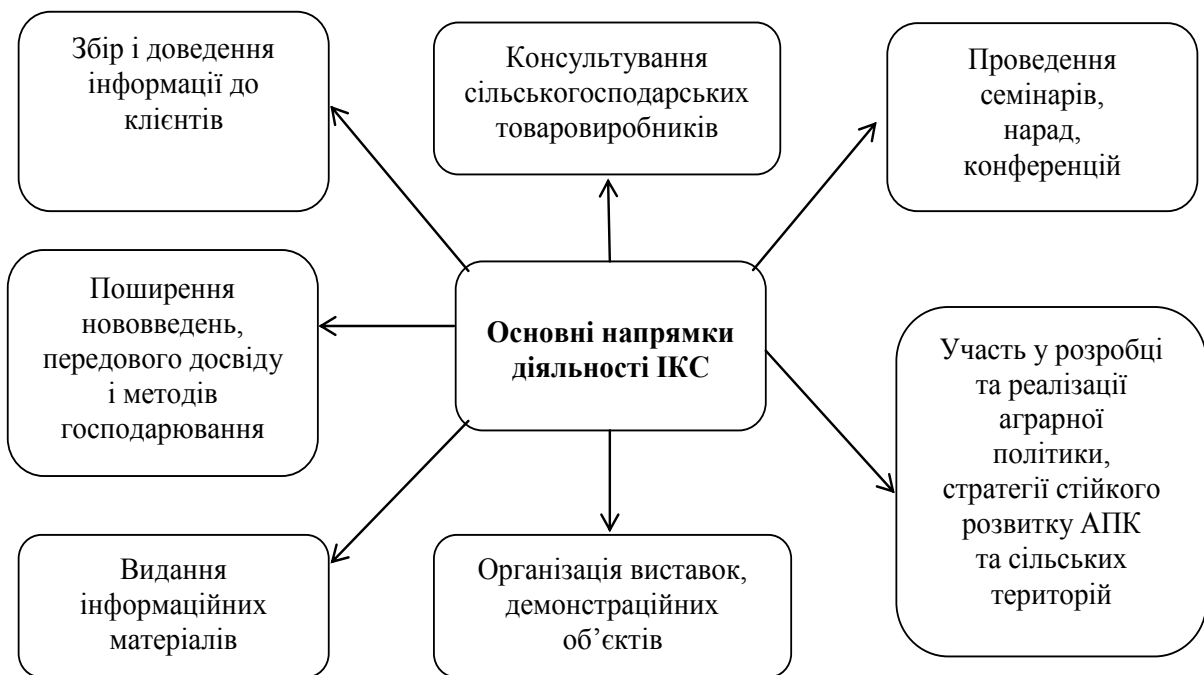 Збір і доведення
інформації до
клієнтів
Консультування
сільськогосподарських
товаровиробників
Проведення
семінарів,
нарад,
конференцій
Поширення
нововведень,
передового досвіду
і методів
господарювання
Основні напрямки
діяльності ІКС
Участь у розробці
та реалізації
аграрної
політики,
стратегії стійкого
розвитку АПК
та сільських
територій
Видання
інформаційних
матеріалів
Організація виставок,
демонстраційних
об’єктів